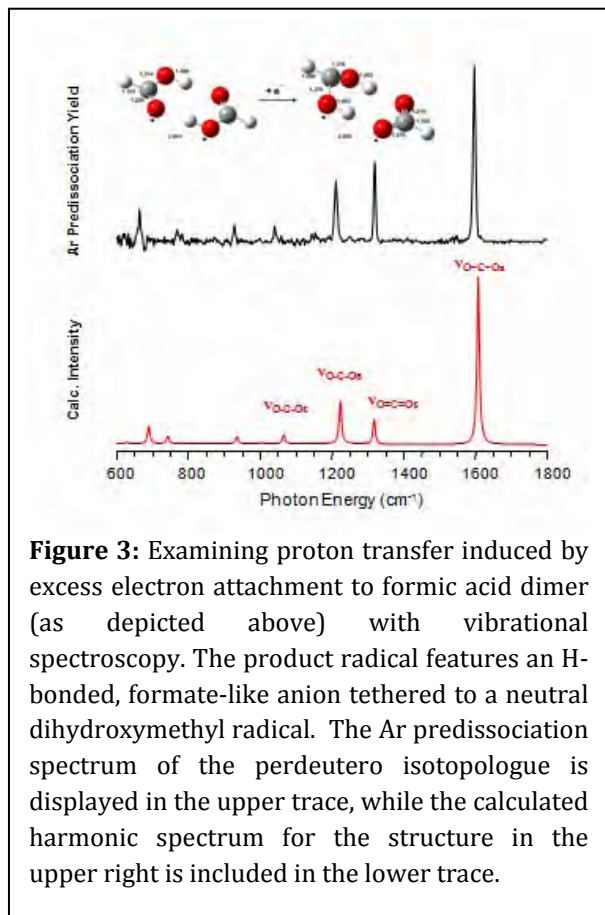 + e⁻
Ar Predissociation Yield
Calc. Intensity
νO-C-Os
νO-C-Oa
νO=C=Os
νO=C=Oa
600 800 1000 1200 1400 1600 1800
Photon Energy (cm⁻¹)
Figure 3: Examining proton transfer induced by
excess electron attachment to formic acid dimer
(as depicted above) with vibrational
spectroscopy. The product radical features an H-
bonded, formate-like anion tethered to a neutral
dihydroxymethyl radical. The Ar predissociation
spectrum of the perdeutero isotopologue is
displayed in the upper trace, while the calculated
harmonic spectrum for the structure in the
upper right is included in the lower trace.